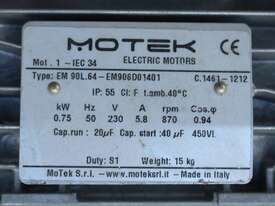 MOTEK CE
ELECTRIC MOTORS
Mot. 1~IEC 34
Type: EM 90L.64-EM906D01401 C.1461-1212
IP: 55 Cl: F t.amb.40°C
kW Hz V A rpm Cos.φ
0.75 50 230 5.8 870 0.94
Cap.run: 20µF Cap. start: 40 µF 450VL
Duty: S1 Weight: 15 kg
MoTek S.r.l. - www.moteksrl.it - Made in Italy